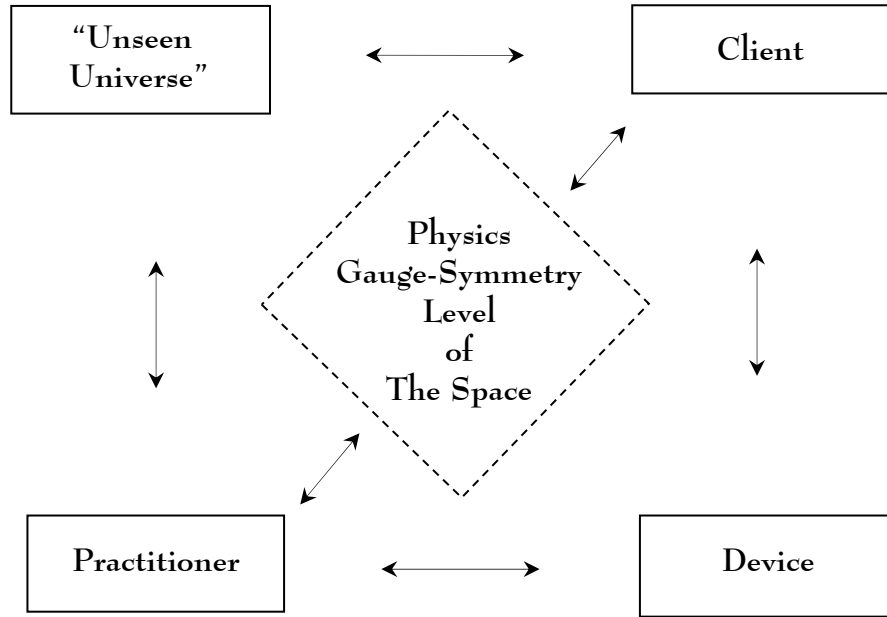 “Unseen
Universe”
Client
Physics
Gauge-Symmetry
Level
of
The Space
Practitioner
Device